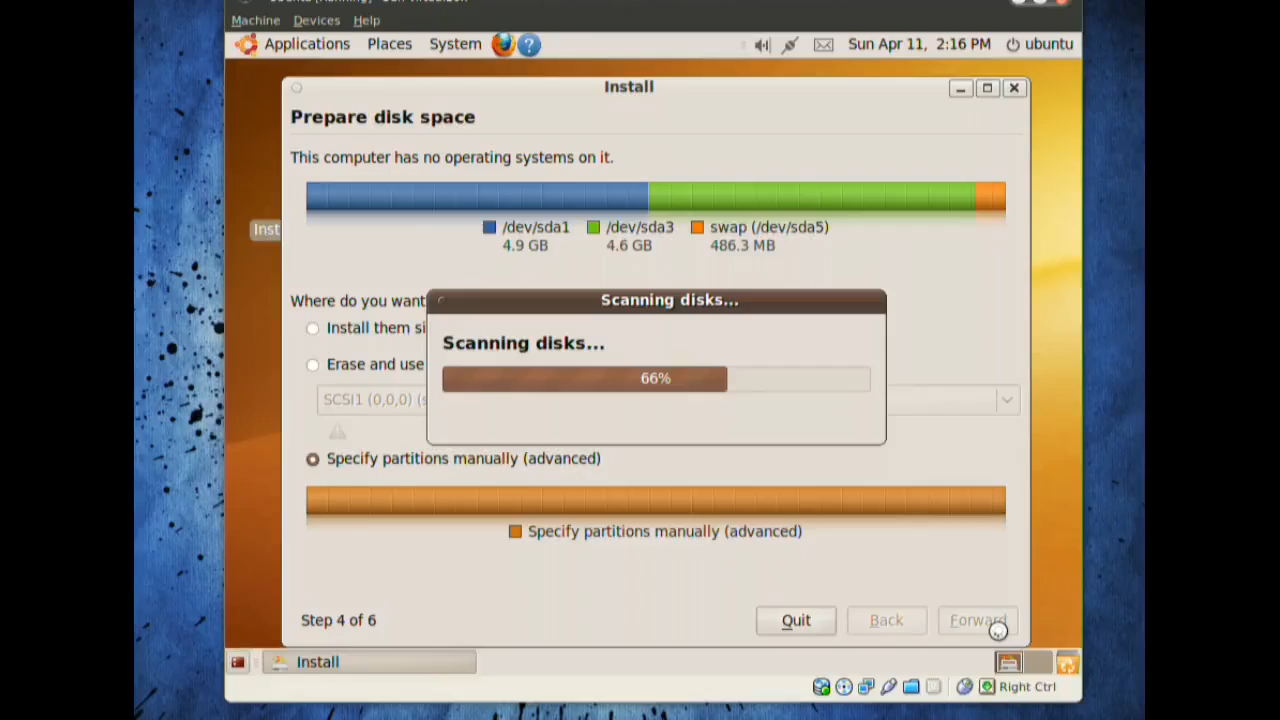 Machine Devices Help
Applications Places System Sun Apr 11, 2:16 PM ubuntu
Install
Prepare disk space
This computer has no operating systems on it.
/dev/sda1 /dev/sda3 swap (/dev/sda5)
4.9 GB 4.6 GB 486.3 MB
Inst
Where do you want
Scanning disks...
Install them si
Scanning disks...
Erase and use
66%
SCSI1 (0,0,0) (s
Specify partitions manually (advanced)
Specify partitions manually (advanced)
Step 4 of 6
Quit Back Forward
Install
Right Ctrl